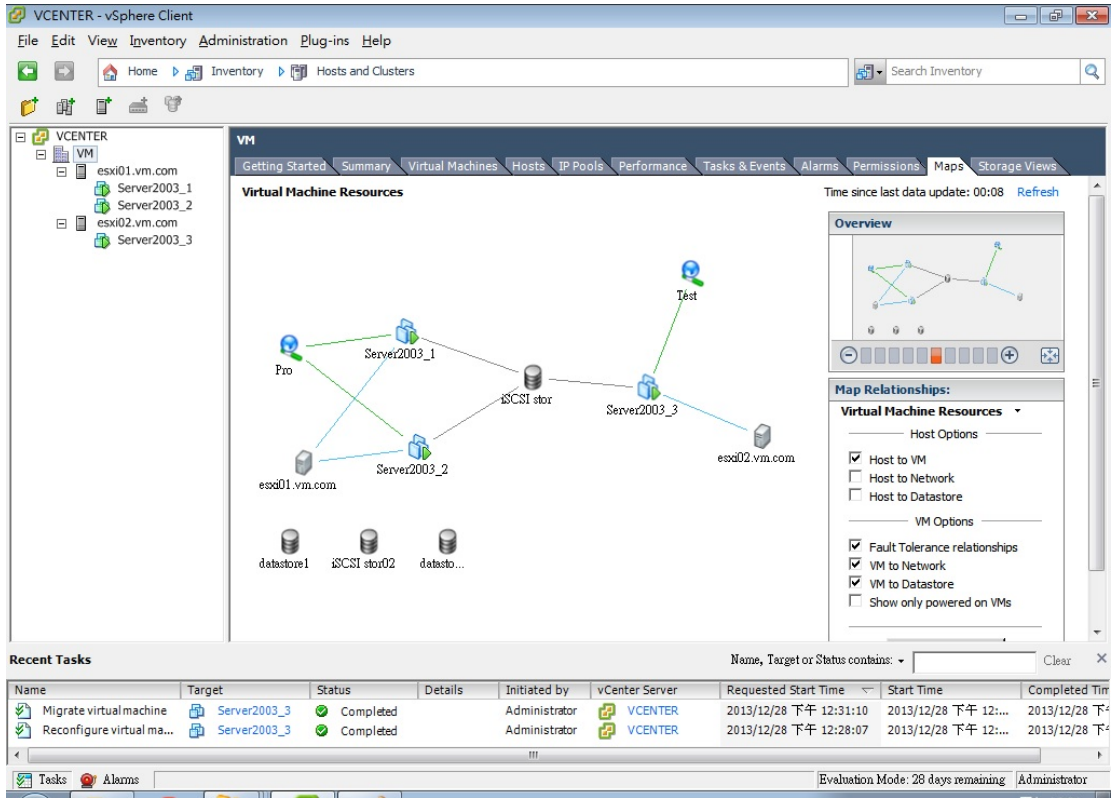 VCENTER - vSphere Client
File Edit View Inventory Administration Plug-ins Help
Home Inventory Hosts and Clusters
Search Inventory
VCENTER
VM
esxi01.vm.com
Server2003_1
Server2003_2
esxi02.vm.com
Server2003_3
VM
Getting Started Summary Virtual Machines Hosts IP Pools Performance Tasks & Events Alarms Permissions Maps Storage Views
Virtual Machine Resources
Time since last data update: 00:08 Refresh
Test
Server2003_1
Pro
iSCSI stor
Server2003_3
esxi02.vm.com
Server2003_2
esxi01.vm.com
datastore1
iSCSI stor02
datasto...
Overview
Map Relationships:
Virtual Machine Resources
Host Options
Host to VM
Host to Network
Host to Datastore
VM Options
Fault Tolerance relationships
VM to Network
VM to Datastore
Show only powered on VMs
Recent Tasks
Name, Target or Status contains:
Clear
Name Target Status Details Initiated by vCenter Server Requested Start Time Start Time Completed Tim
Migrate virtual machine Server2003_3 Completed Administrator VCENTER 2013/12/28 下午 12:31:10 2013/12/28 下午 12:... 2013/12/28 下
Reconfigure virtual ma... Server2003_3 Completed Administrator VCENTER 2013/12/28 下午 12:28:07 2013/12/28 下午 12:... 2013/12/28 下
Tasks Alarms
Evaluation Mode: 28 days remaining Administrator